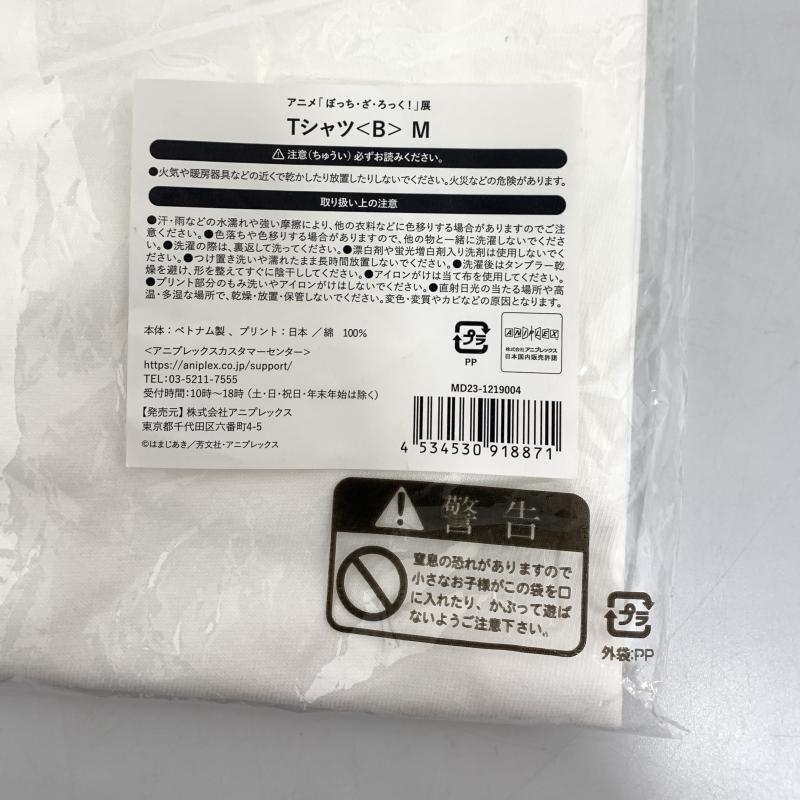 アニメ「ぼっち・ざ・ろっく！」展
Tシャツ<B> M
⚠注意(ちゅうい)必ずお読みください。
●火気や暖房器具などの近くで乾かしたり放置したりしないでください。火災などの危険があります。
取り扱い上の注意
●汗・雨などの水濡れや強い摩擦により、他の衣料などに色移りする場合がありますのでご注
意ください。●色落ちや色移りする場合がありますので、他の物と一緒に洗濯しないでくださ
い。●洗濯の際は、裏返して洗ってください。●漂白剤や蛍光増白剤入り洗剤は使用しないでく
ださい。●つけ置き洗いや濡れたまま長時間放置しないでください。●洗濯後はタンブラー乾
燥を避け、形を整えてすぐに陰干ししてください。●アイロンがけは当て布を使用してください。
●プリント部分のもみ洗いやアイロンがけはしないでください。●直射日光の当たる場所や高
温・多湿な場所で、乾燥・放置・保管しないでください。変色・変質やカビなどの原因となります。
本体：ベトナム製 、プリント：日本 ／綿 100%
<アニプレックスカスタマーセンター>
https://aniplex.co.jp/support/
TEL:03-5211-7555
受付時間:10時〜18時 (土・日・祝日・年末年始は除く)
【発売元】株式会社アニプレックス
東京都千代田区六番町4-5
©はまじあき／芳文社・アニプレックス
プラ
PP
ANIPLEX
株式会社アニプレックス
日本国内販売許諾
MD23-1219004
4 534530 918871
警告
窒息の恐れがありますので
小さなお子様がこの袋を口
に入れたり、かぶって遊ば
ないようご注意下さい。
プラ
外袋:PP